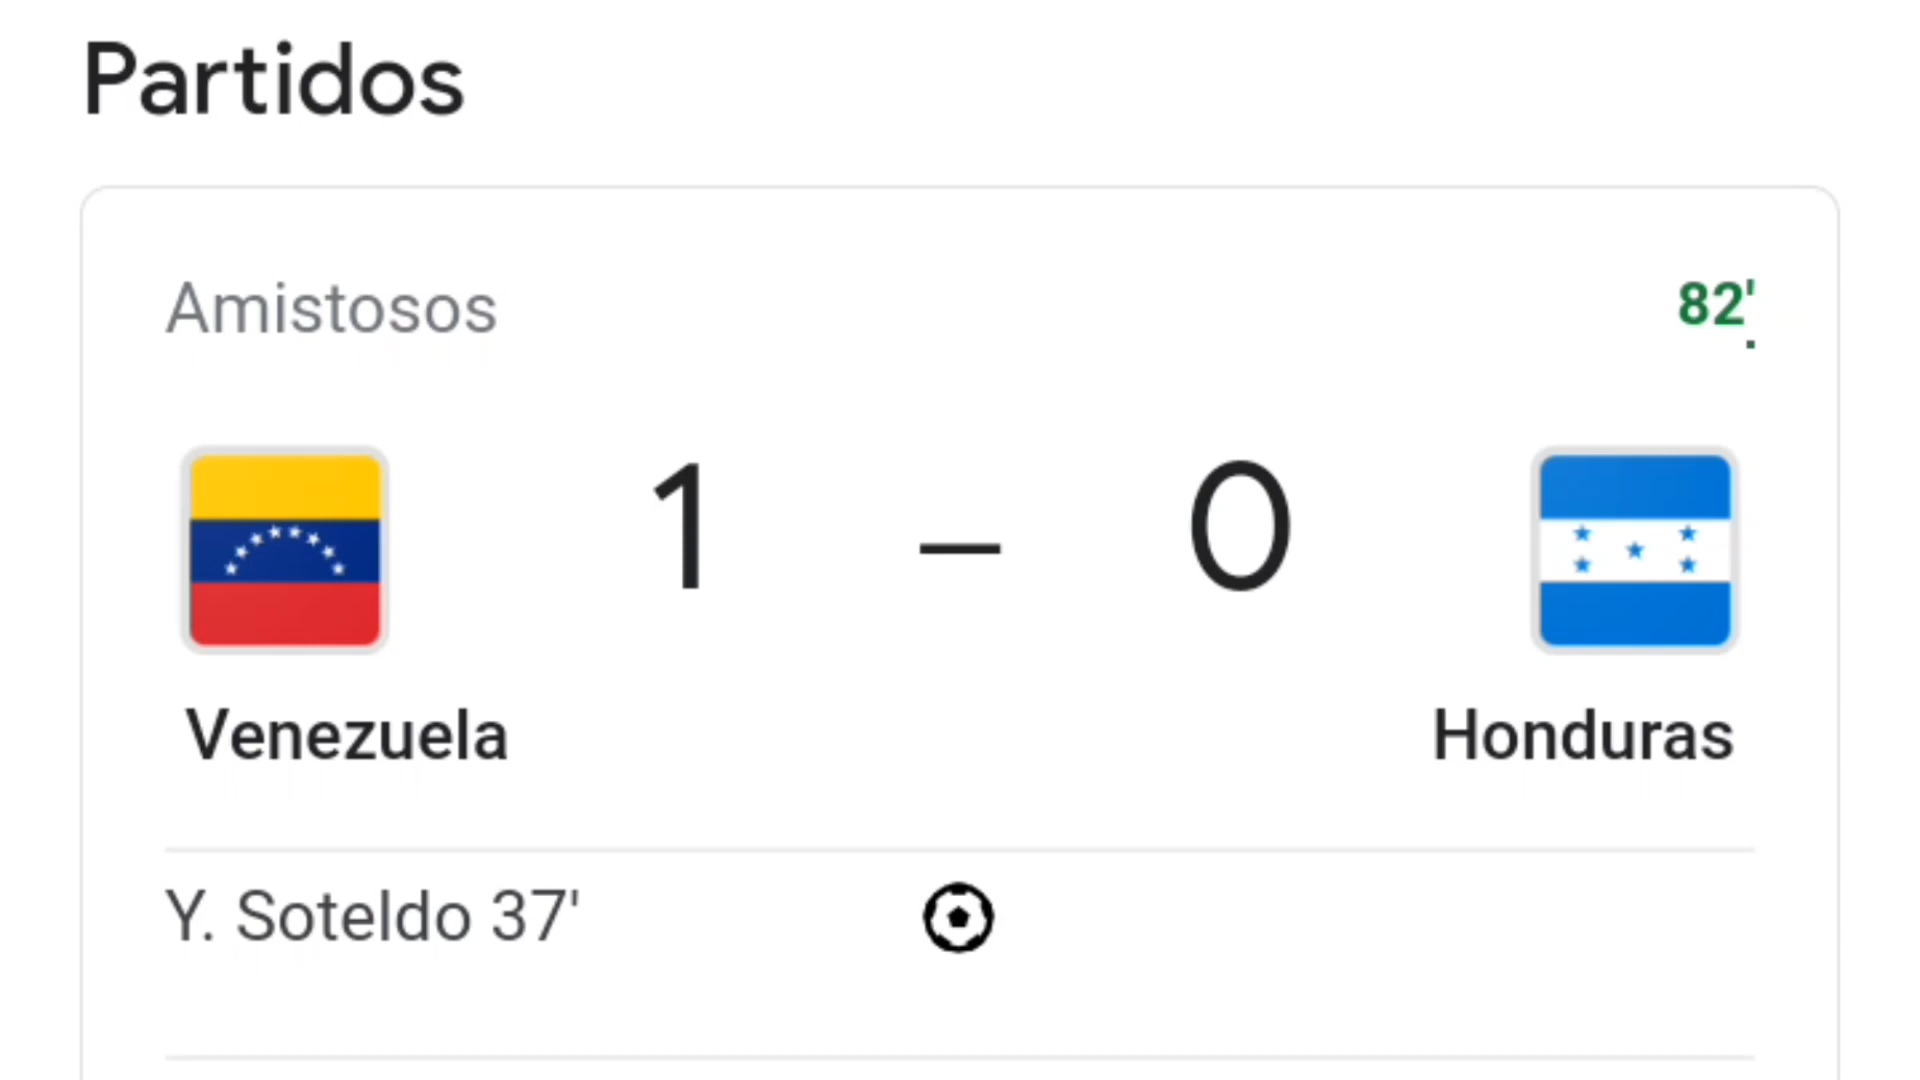 Partidos
Amistosos 82'
1 – 0
Venezuela Honduras
Y. Soteldo 37'